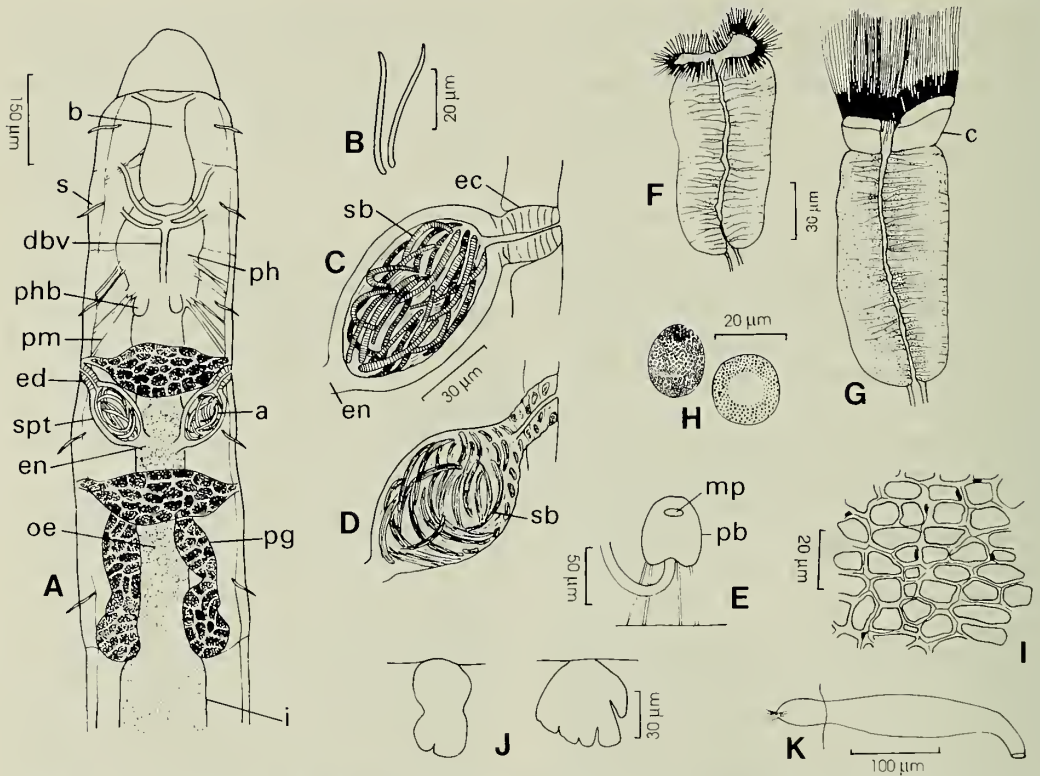 150 µm
b
s
dbv
ph
phb
pm
ed
spt
a
en
oe
pg
A
i
B
20 µm
ec
sb
C
en
30 µm
D
sb
F
30 µm
c
G
20 µm
H
mp
pb
50 µm
E
20 µm
I
J
30 µm
K
100 µm